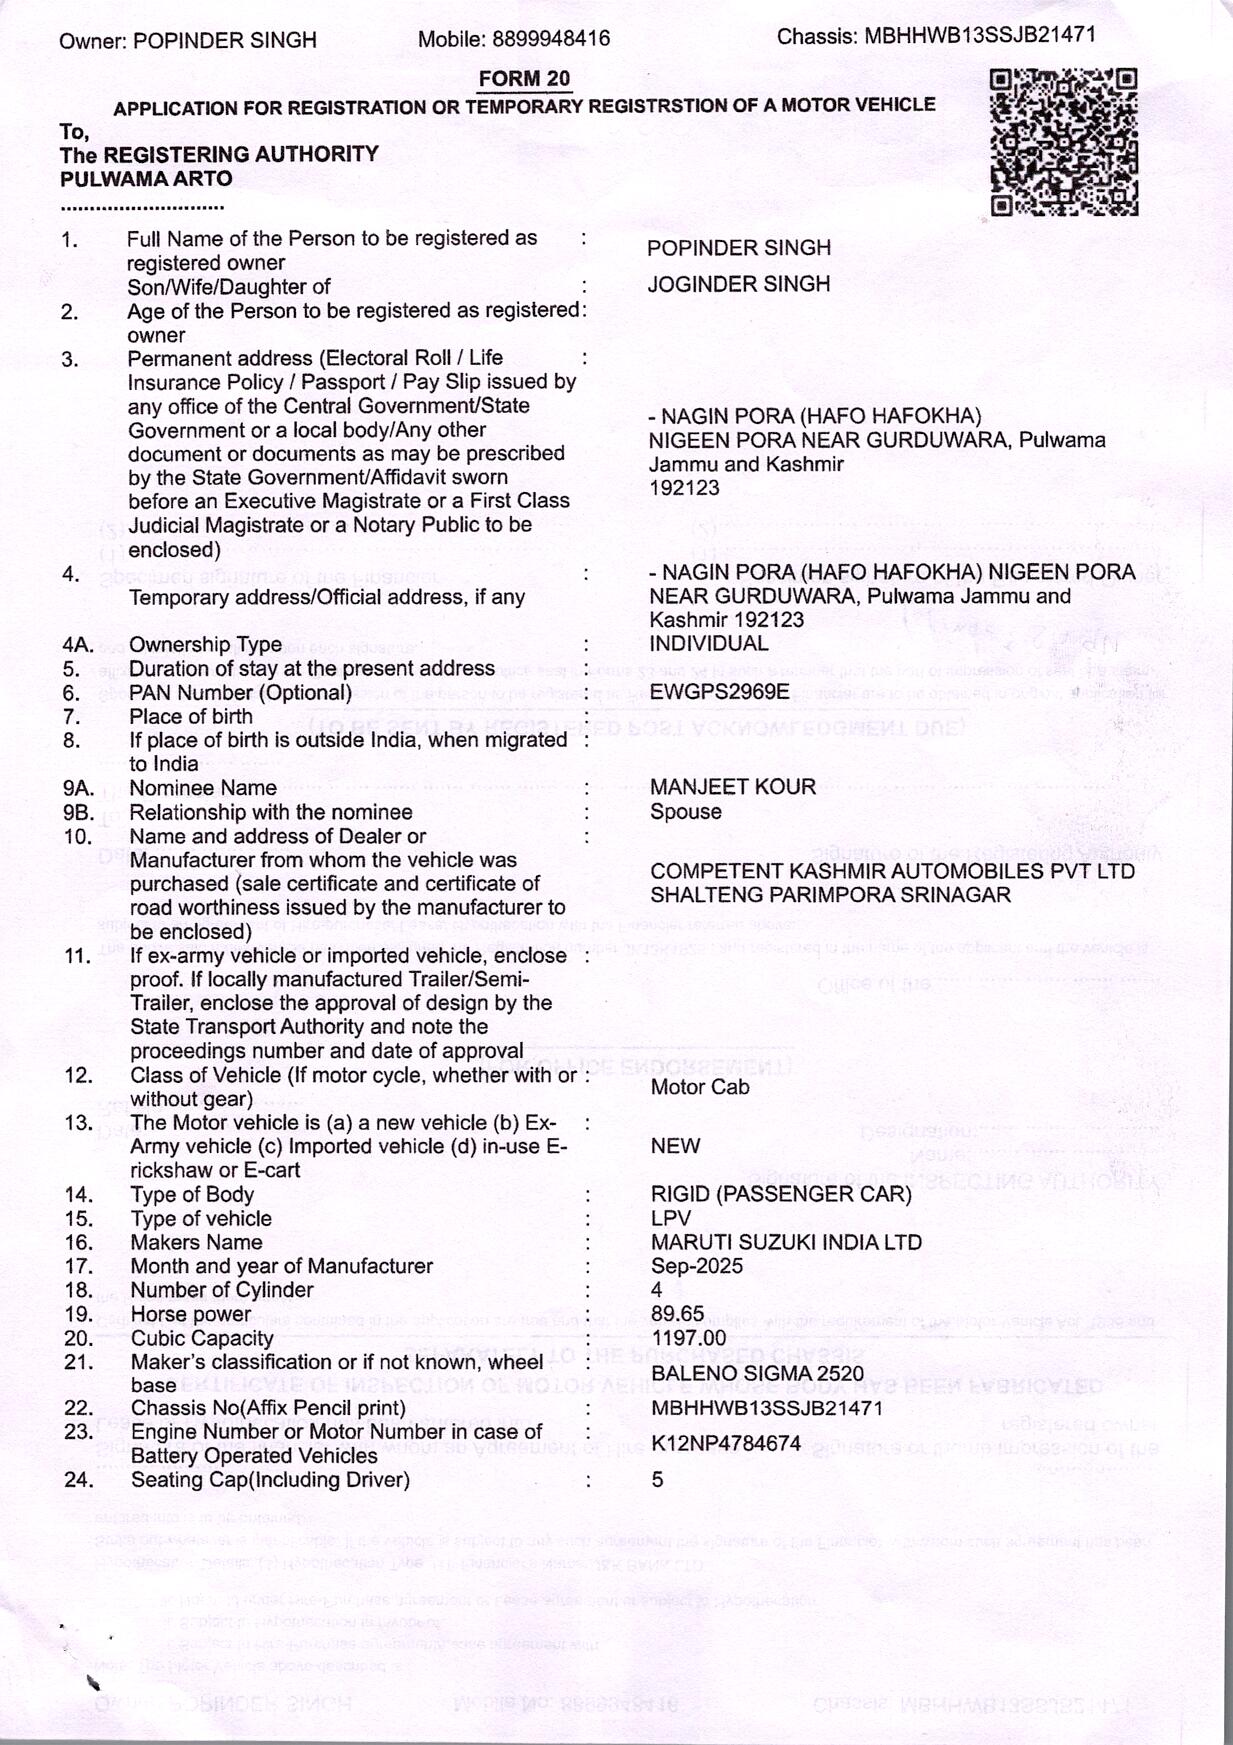 Owner: POPINDER SINGH Mobile: 8899948416 Chassis: MBHHWB13SSJB21471
FORM 20
APPLICATION FOR REGISTRATION OR TEMPORARY REGISTRSTION OF A MOTOR VEHICLE
To,
The REGISTERING AUTHORITY
PULWAMA ARTO
............................
1. Full Name of the Person to be registered as : POPINDER SINGH
registered owner
Son/Wife/Daughter of : JOGINDER SINGH
2. Age of the Person to be registered as registered :
owner
3. Permanent address (Electoral Roll / Life :
Insurance Policy / Passport / Pay Slip issued by
any office of the Central Government/State - NAGIN PORA (HAFO HAFOKHA)
Government or a local body/Any other NIGEEN PORA NEAR GURDUWARA, Pulwama
document or documents as may be prescribed Jammu and Kashmir
by the State Government/Affidavit sworn 192123
before an Executive Magistrate or a First Class
Judicial Magistrate or a Notary Public to be
enclosed)
4. : - NAGIN PORA (HAFO HAFOKHA) NIGEEN PORA
Temporary address/Official address, if any NEAR GURDUWARA, Pulwama Jammu and
Kashmir 192123
4A. Ownership Type : INDIVIDUAL
5. Duration of stay at the present address :
6. PAN Number (Optional) : EWGPS2969E
7. Place of birth :
8. If place of birth is outside India, when migrated :
to India
9A. Nominee Name : MANJEET KOUR
9B. Relationship with the nominee : Spouse
10. Name and address of Dealer or :
Manufacturer from whom the vehicle was
purchased (sale certificate and certificate of COMPETENT KASHMIR AUTOMOBILES PVT LTD
road worthiness issued by the manufacturer to SHALTENG PARIMPORA SRINAGAR
be enclosed)
11. If ex-army vehicle or imported vehicle, enclose :
proof. If locally manufactured Trailer/Semi-
Trailer, enclose the approval of design by the
State Transport Authority and note the
proceedings number and date of approval
12. Class of Vehicle (If motor cycle, whether with or : Motor Cab
without gear)
13. The Motor vehicle is (a) a new vehicle (b) Ex- :
Army vehicle (c) Imported vehicle (d) in-use E- NEW
rickshaw or E-cart
14. Type of Body : RIGID (PASSENGER CAR)
15. Type of vehicle : LPV
16. Makers Name : MARUTI SUZUKI INDIA LTD
17. Month and year of Manufacturer : Sep-2025
18. Number of Cylinder : 4
19. Horse power : 89.65
20. Cubic Capacity : 1197.00
21. Maker's classification or if not known, wheel : BALENO SIGMA 2520
base
22. Chassis No(Affix Pencil print) : MBHHWB13SSJB21471
23. Engine Number or Motor Number in case of : K12NP4784674
Battery Operated Vehicles
24. Seating Cap(Including Driver) : 5